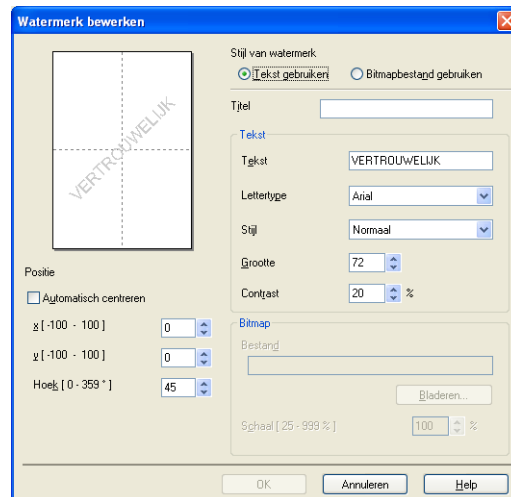 Watermerk bewerken
VERTROUWELIJK
Positie
Automatisch centreren
x [ -100 - 100 ] 0
y [ -100 - 100 ] 0
Hoek [ 0 - 359 ° ] 45
Stijl van watermerk
Tekst gebruiken Bitmapbestand gebruiken
Titel
Tekst
Tekst VERTROUWELIJK
Lettertype Arial
Stijl Normaal
Grootte 72
Contrast 20 %
Bitmap
Bestand
Bladeren...
Schaal [ 25 - 999 % ] 100 %
OK Annuleren Help